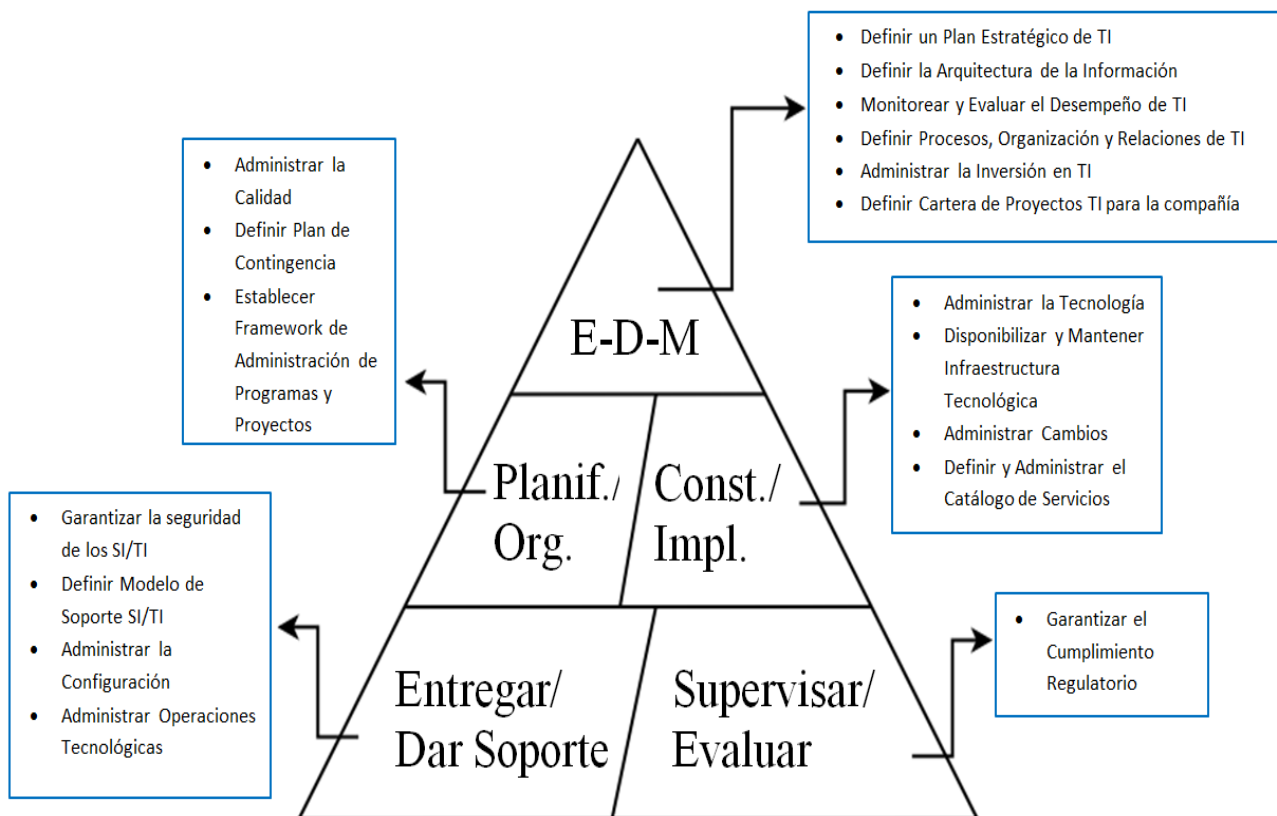 • Definir un Plan Estratégico de TI
• Definir la Arquitectura de la Información
• Monitorear y Evaluar el Desempeño de TI
• Definir Procesos, Organización y Relaciones de TI
• Administrar la Inversión en TI
• Definir Cartera de Proyectos TI para la compañía
• Administrar la
Calidad
• Definir Plan de
Contingencia
• Establecer
Framework de
Administración de
Programas y
Proyectos
• Administrar la Tecnología
• Disponibilizar y Mantener
Infraestructura
Tecnológica
• Administrar Cambios
• Definir y Administrar el
Catálogo de Servicios
E-D-M
Planif./
Org.
Const./
Impl.
• Garantizar la seguridad
de los SI/TI
• Definir Modelo de
Soporte SI/TI
• Administrar la
Configuración
• Administrar Operaciones
Tecnológicas
Entregar/
Dar Soporte
Supervisar/
Evaluar
• Garantizar el
Cumplimiento
Regulatorio